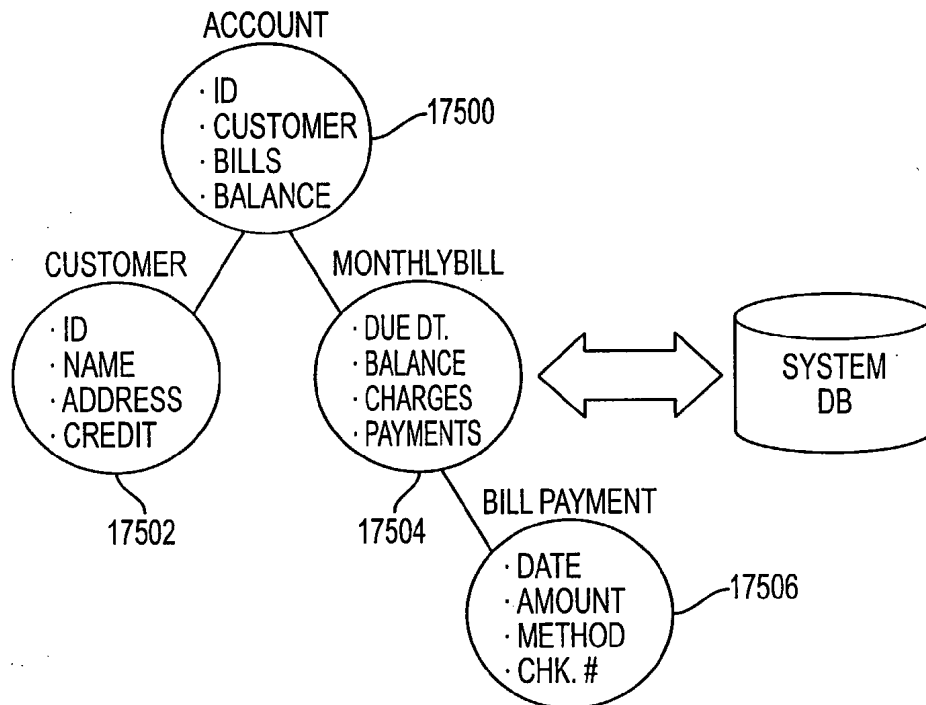 ACCOUNT
· ID
· CUSTOMER
· BILLS
· BALANCE
17500
CUSTOMER
· ID
· NAME
· ADDRESS
· CREDIT
17502
MONTHLYBILL
· DUE DT.
· BALANCE
· CHARGES
· PAYMENTS
17504
SYSTEM
DB
BILL PAYMENT
· DATE
· AMOUNT
· METHOD
· CHK. #
17506